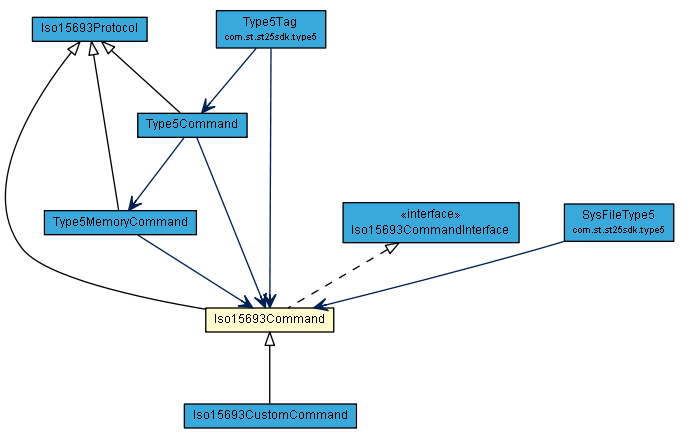 Iso15693Protocol
Type5Tag
com.st.st25sdk.type5
Type5Command
Type5MemoryCommand
«interface»
Iso15693CommandInterface
SysFileType5
com.st.st25sdk.type5
Iso15693Command
Iso15693CustomCommand